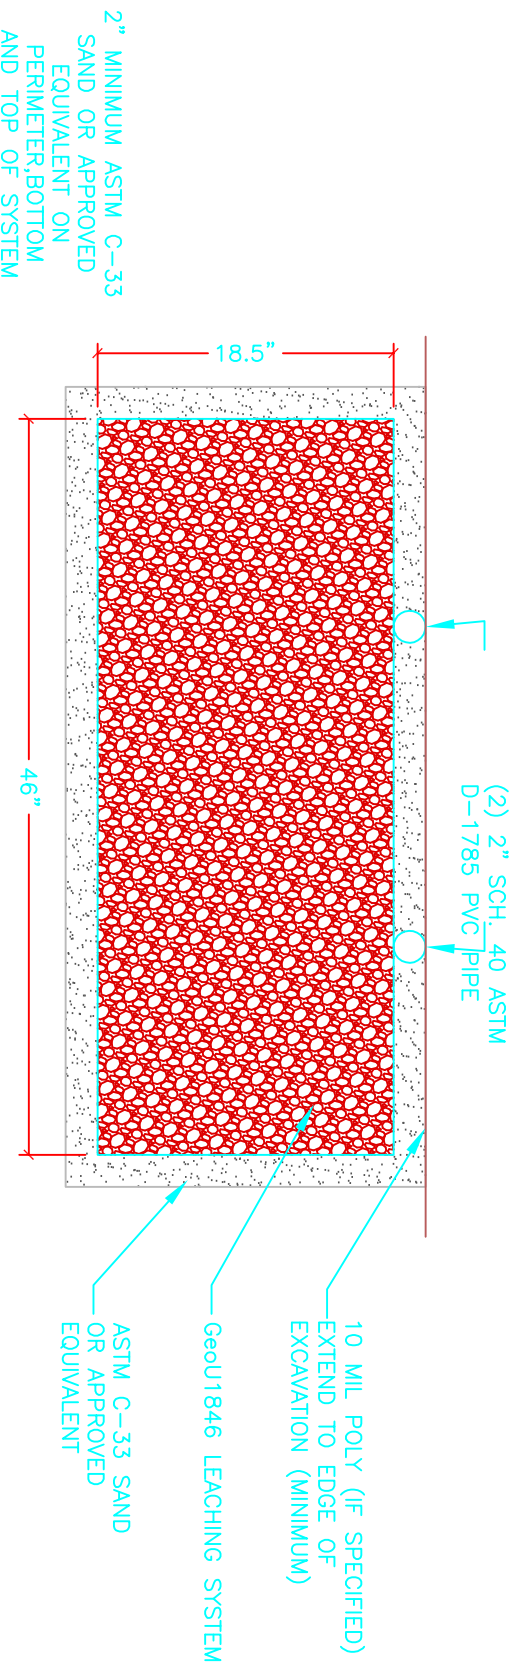 2" MINIMUM ASTM C-33
SAND OR APPROVED
EQUIVALENT ON
PERIMETER,BOTTOM
AND TOP OF SYSTEM
18.5"
46"
(2) 2" SCH. 40 ASTM
D-1785 PVC PIPE
10 MIL POLY (IF SPECIFIED)
EXTEND TO EDGE OF
EXCAVATION (MINIMUM)
GeoU1846 LEACHING SYSTEM
ASTM C-33 SAND
OR APPROVED
EQUIVALENT